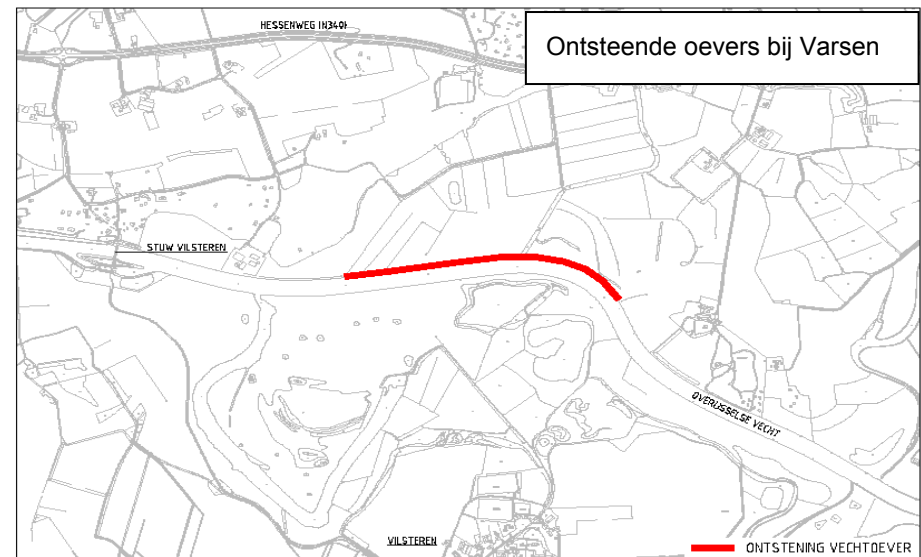 HESSENWEG (N340)
Ontsteende oevers bij Varsen
STUW VILSTEREN
OVERIJSSELSE VECHT
VILSTEREN
ONTSTENING VECHTOEVER